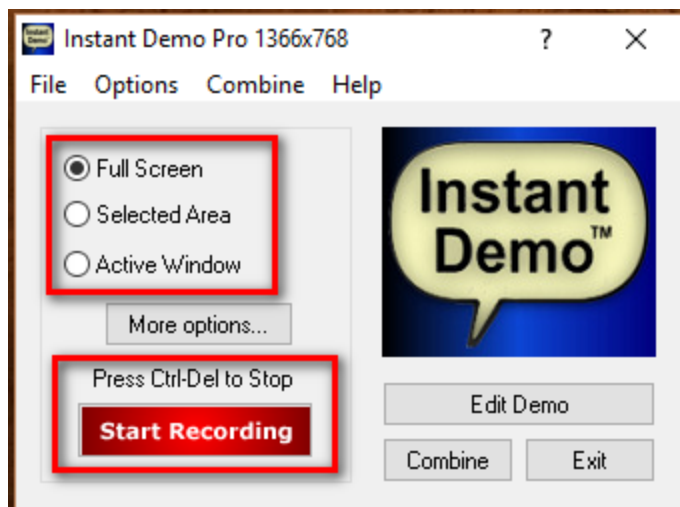 Instant Demo Pro 1366x768 ?
File Options Combine Help
Full Screen
Selected Area
Active Window
More options...
Press Ctrl-Del to Stop
Start Recording
Instant
Demo™
Edit Demo
Combine Exit